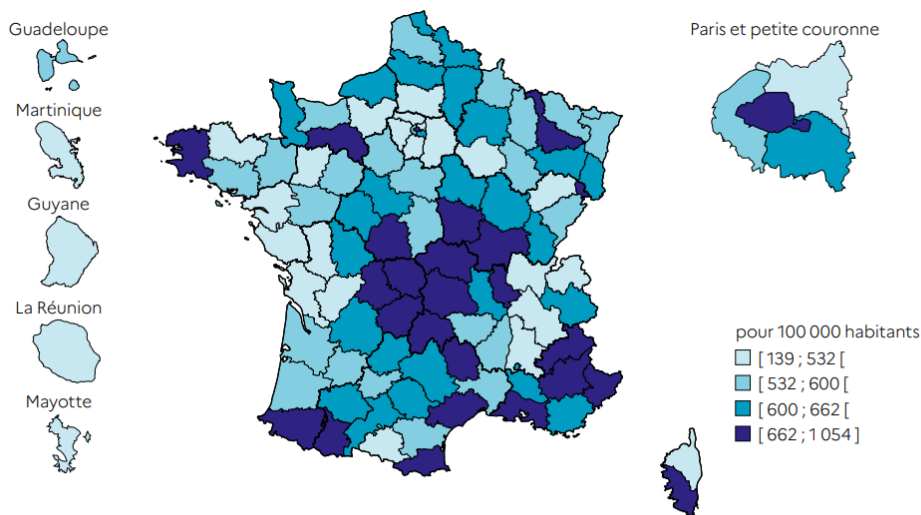 Guadeloupe
Martinique
Guyane
La Réunion
Mayotte
Paris et petite couronne
pour 100 000 habitants
[ 139 ; 532 [
[ 532 ; 600 [
[ 600 ; 662 [
[ 662 ; 1 054 ]